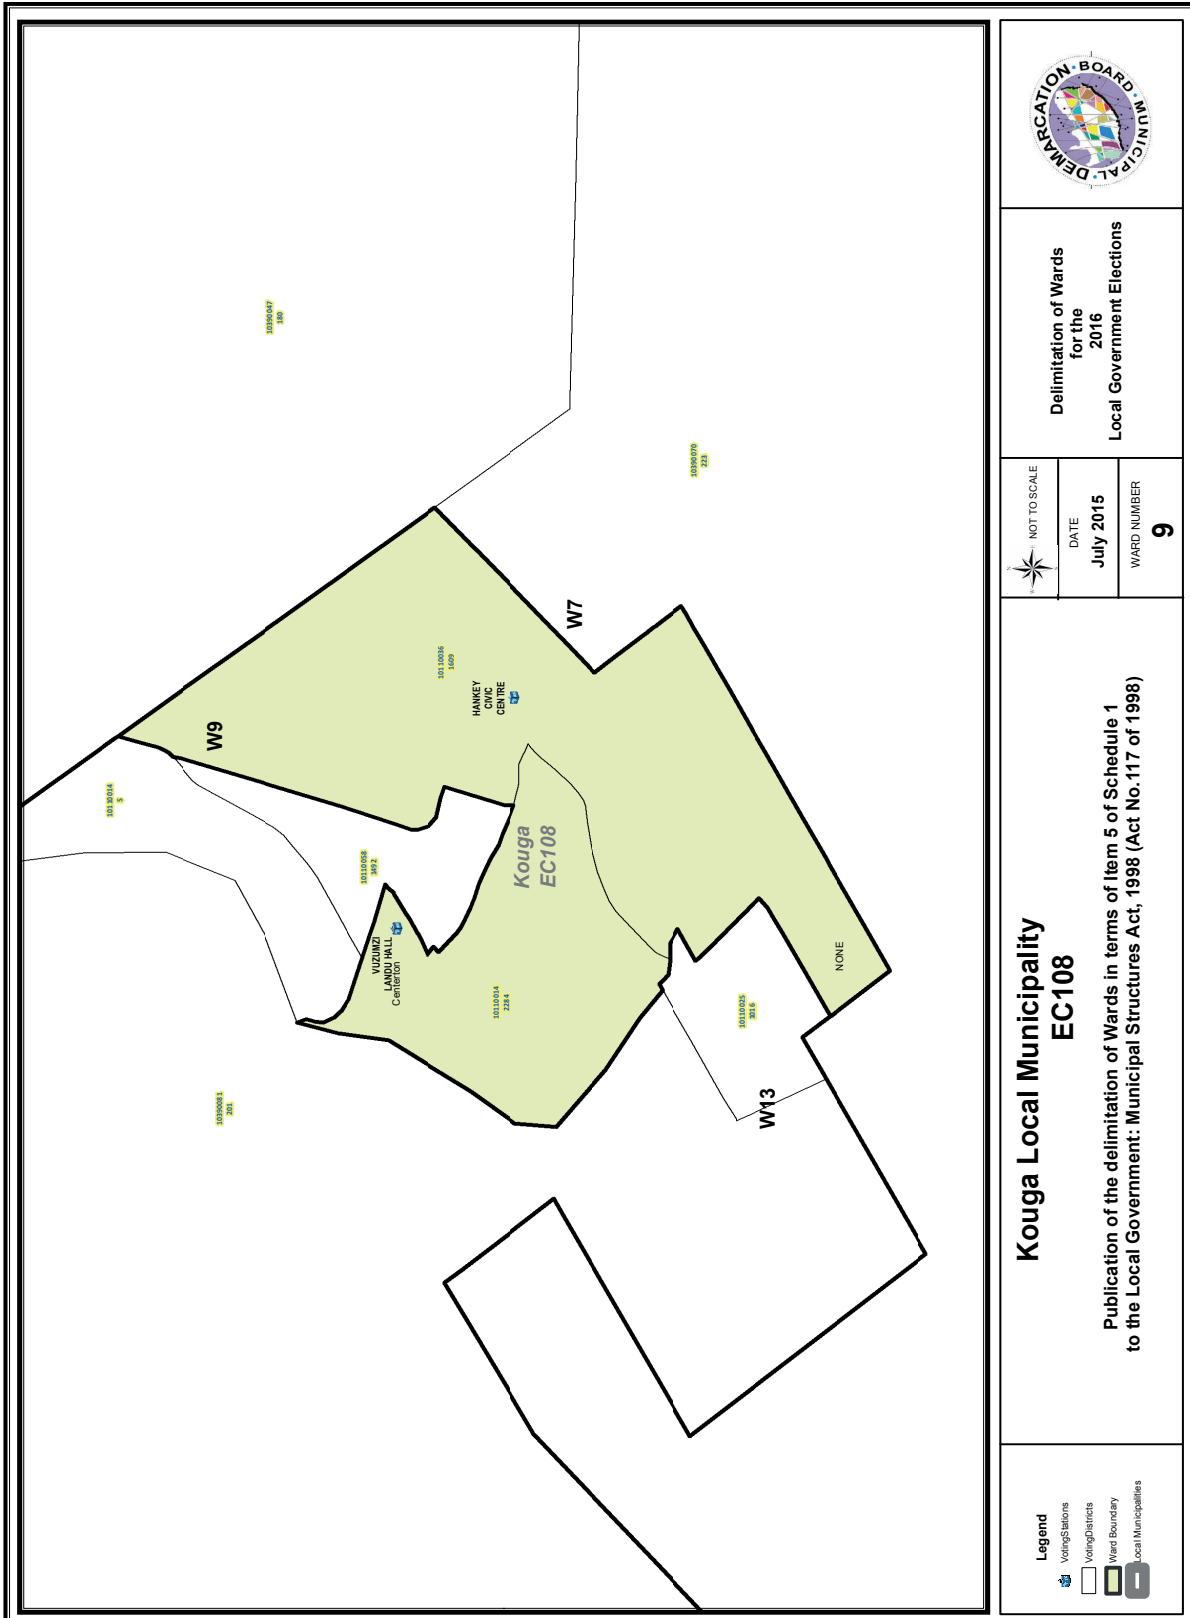 10390047
180
10390070
223
W7
10110036
1609
HANKEY
CIVIC
CENTRE
W9
10110014
5
10110058
1492
Kouga
EC108
VUZUMZI
LANDU HALL
Centerton
10110014
2284
NONE
10110025
1016
10390081
201
W13
Legend
VotingStations
VotingDistricts
Ward Boundary
Local Municipalities
Kouga Local Municipality
EC108
Publication of the delimitation of Wards in terms of Item 5 of Schedule 1
to the Local Government: Municipal Structures Act, 1998 (Act No.117 of 1998)
NOT TO SCALE
DATE
July 2015
WARD NUMBER
9
Delimitation of Wards
for the
2016
Local Government Elections
MUNICIPAL · DEMARCATION · BOARD ·